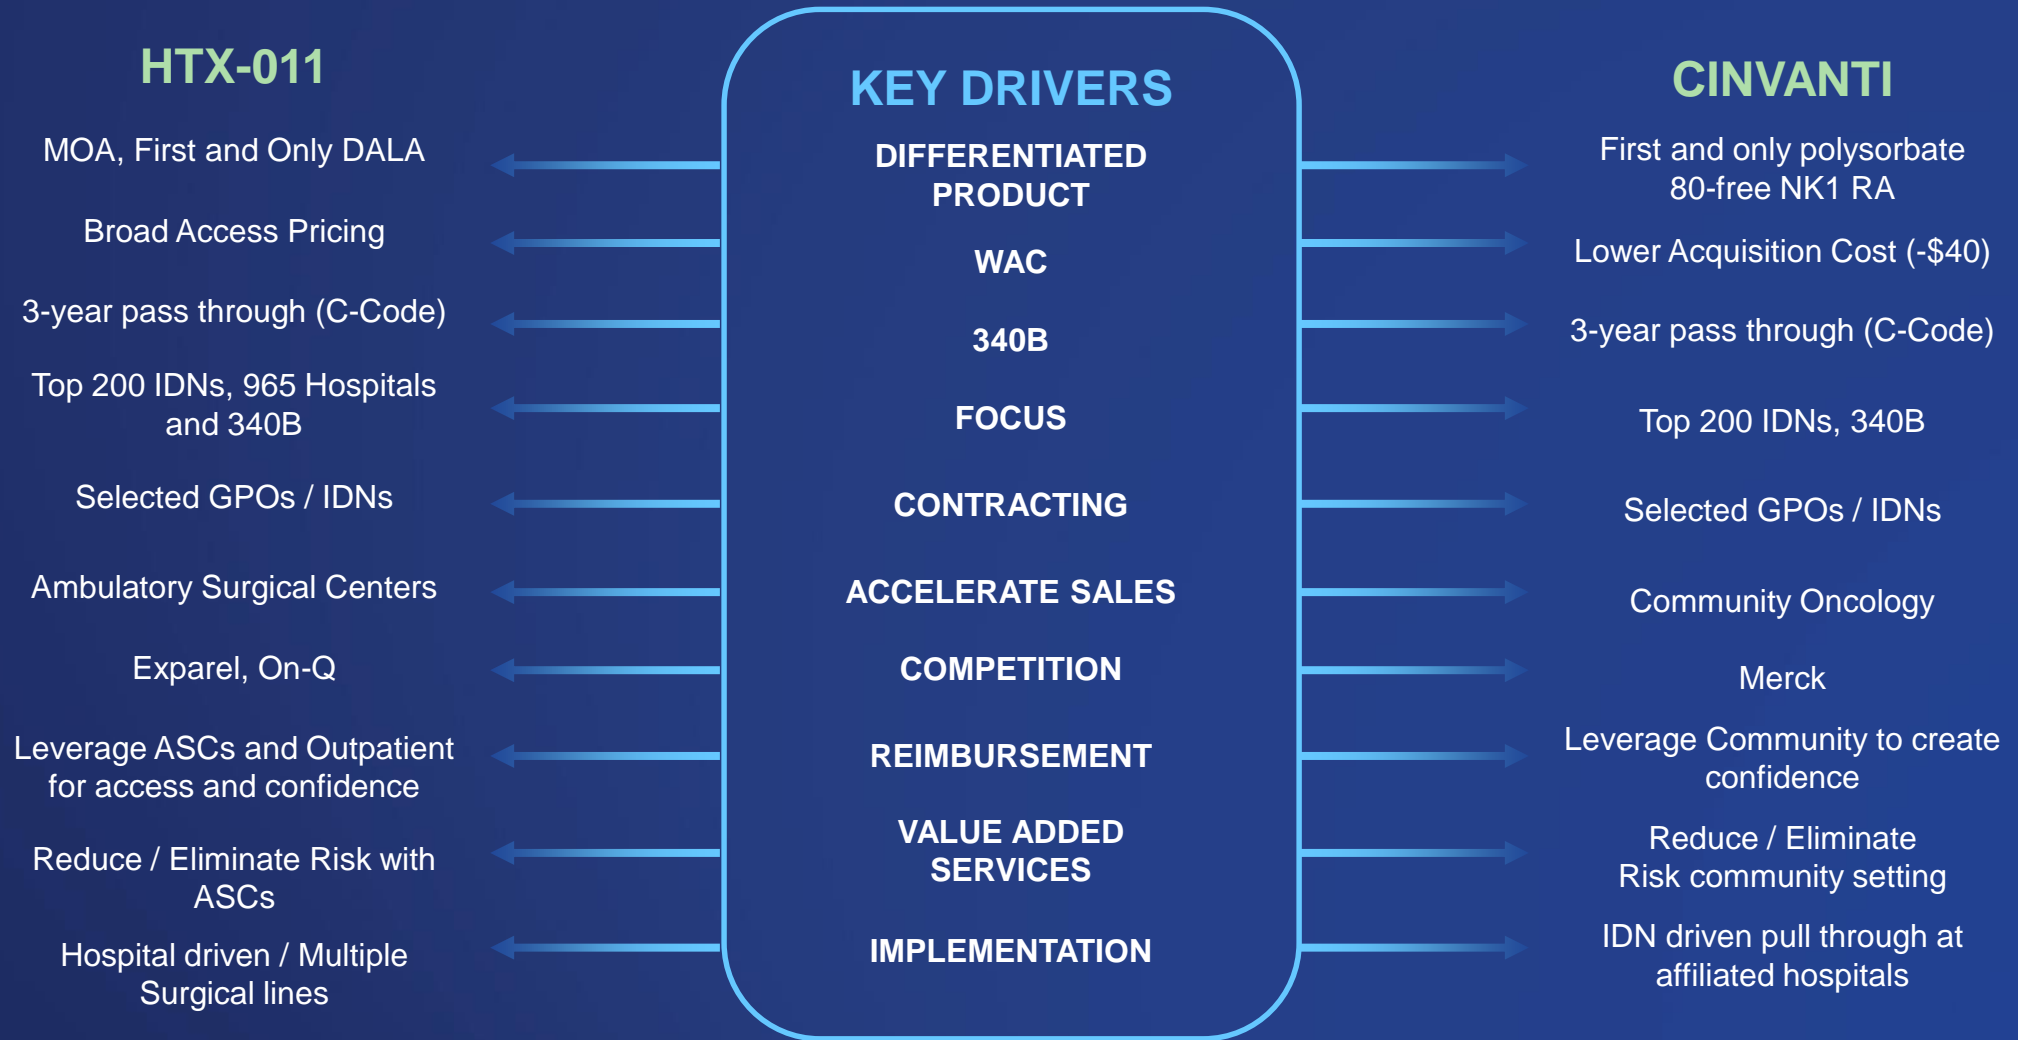 HTX-011
MOA, First and Only DALA
Broad Access Pricing
3-year pass through (C-Code)
Top 200 IDNs, 965 Hospitals
and 340B
Selected GPOs / IDNs
Ambulatory Surgical Centers
Exparel, On-Q
Leverage ASCs and Outpatient
for access and confidence
Reduce / Eliminate Risk with
ASCs
Hospital driven / Multiple
Surgical lines
KEY DRIVERS
DIFFERENTIATED
PRODUCT
WAC
340B
FOCUS
CONTRACTING
ACCELERATE SALES
COMPETITION
REIMBURSEMENT
VALUE ADDED
SERVICES
IMPLEMENTATION
CINVANTI
First and only polysorbate
80-free NK1 RA
Lower Acquisition Cost (-$40)
3-year pass through (C-Code)
Top 200 IDNs, 340B
Selected GPOs / IDNs
Community Oncology
Merck
Leverage Community to create
confidence
Reduce / Eliminate
Risk community setting
IDN driven pull through at
affiliated hospitals